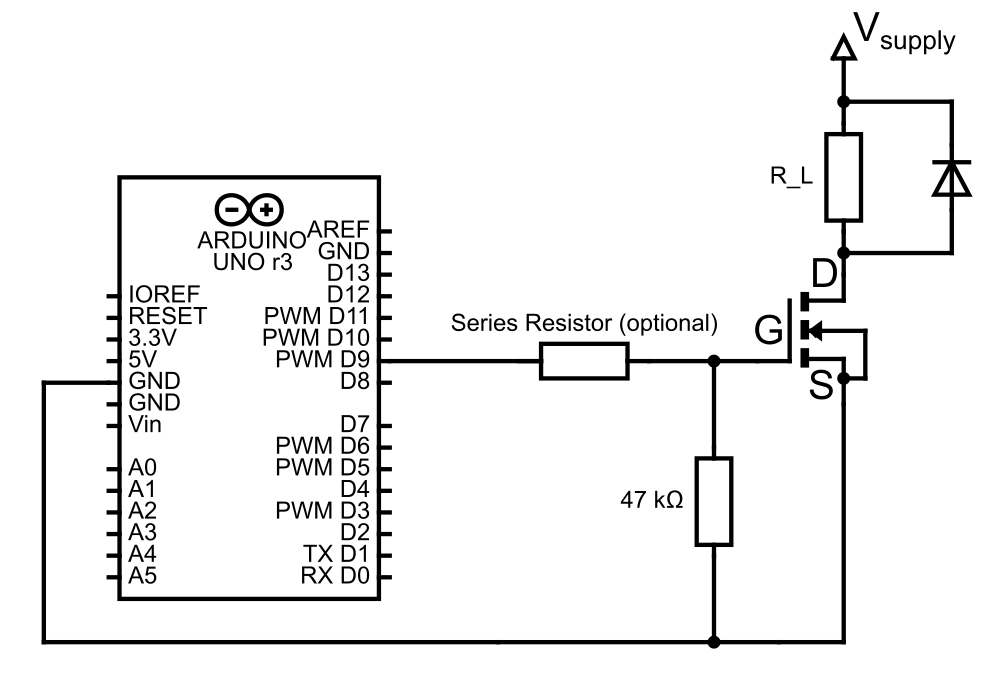 Vsupply
R_L
ARDUINO
UNO r3
AREF
GND
D13
D12
PWM D11
PWM D10
PWM D9
D8
D7
PWM D6
PWM D5
D4
PWM D3
D2
TX D1
RX D0
IOREF
RESET
3.3V
5V
GND
GND
Vin
A0
A1
A2
A3
A4
A5
Series Resistor (optional)
D
G
S
47 kΩ